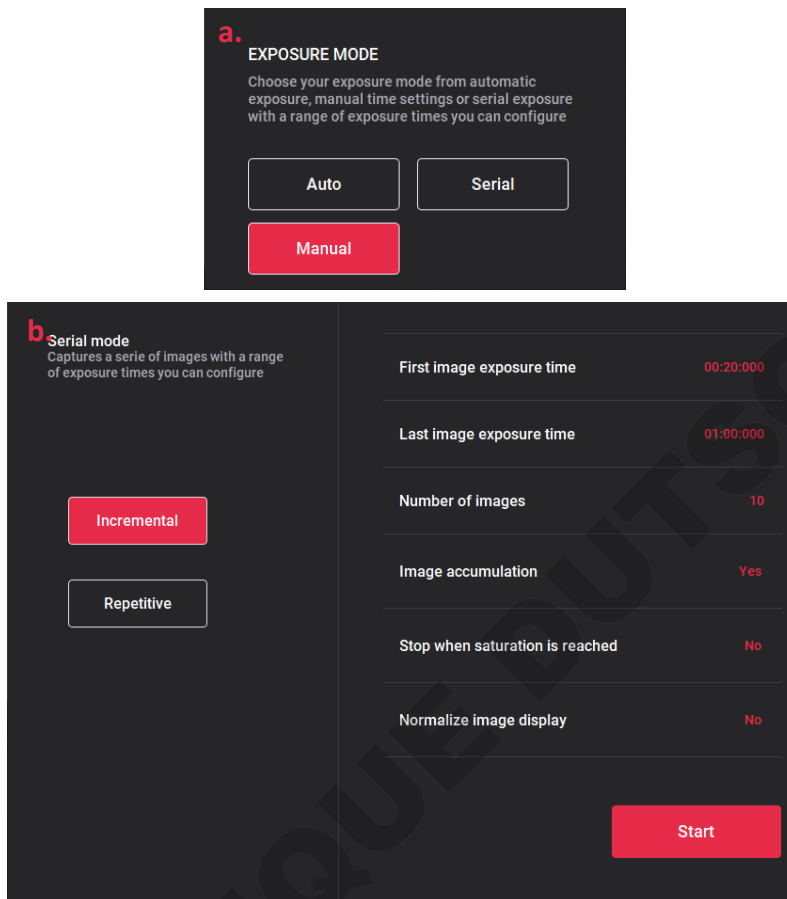 a.
EXPOSURE MODE
Choose your exposure mode from automatic
exposure, manual time settings or serial exposure
with a range of exposure times you can configure
Auto
Serial
Manual
b.
Serial mode
Captures a serie of images with a range
of exposure times you can configure
Incremental
Repetitive
First image exposure time 00:20:000
Last image exposure time 01:00:000
Number of images 10
Image accumulation Yes
Stop when saturation is reached No
Normalize image display No
Start